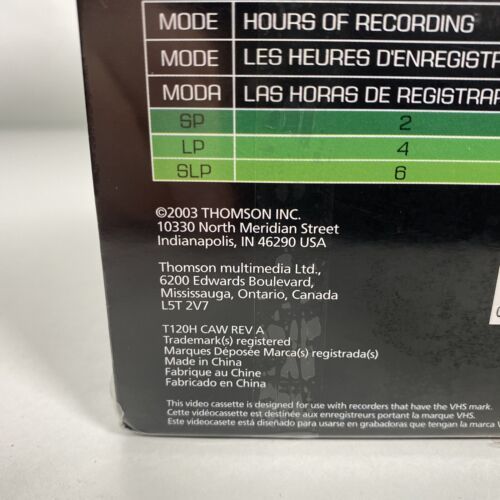 MODE HOURS OF RECORDING
MODE LES HEURES D'ENREGISTR
MODA LAS HORAS DE REGISTRAR
SP 2
LP 4
SLP 6
©2003 THOMSON INC.
10330 North Meridian Street
Indianapolis, IN 46290 USA
Thomson multimedia Ltd.,
6200 Edwards Boulevard,
Mississauga, Ontario, Canada
L5T 2V7
T120H CAW REV A
Trademark(s) registered
Marques Déposée Marca(s) registrada(s)
Made in China
Fabrique au Chine
Fabricado en China
This video cassette is designed for use with recorders that have the VHS mark.
Cette vidéocassette est destinée aux enregistreurs portant la marque VHS.
Este videocasete está diseñado para usarse en grabadoras que tengan la marca V